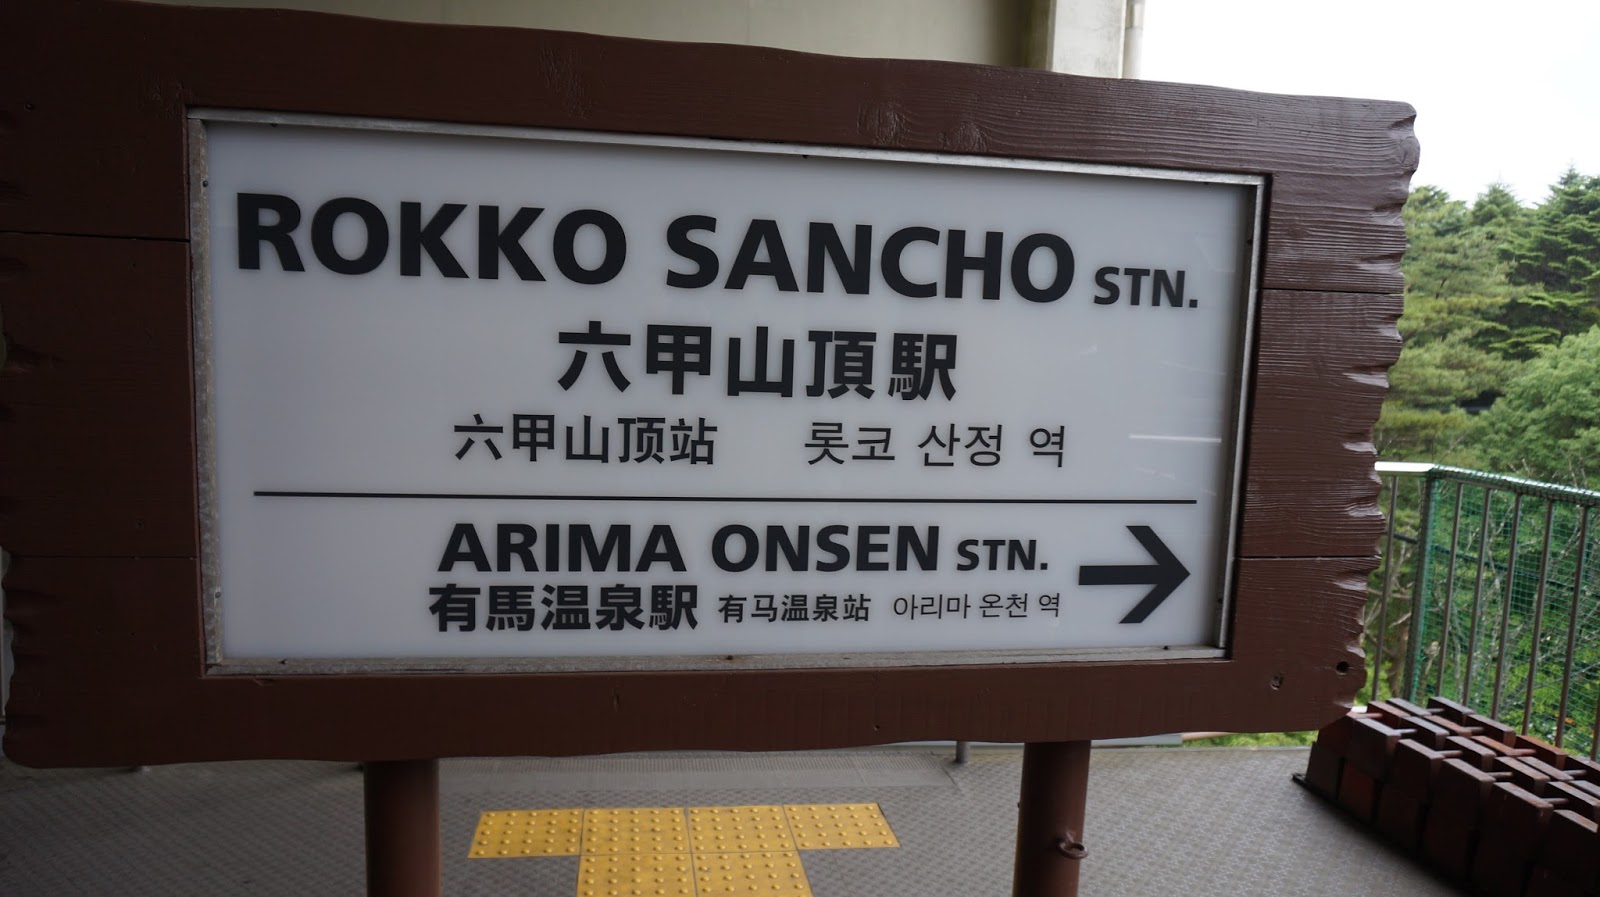 ROKKO SANCHO STN.
六甲山頂駅
六甲山顶站 롯코 산정 역
ARIMA ONSEN STN. →
有馬温泉駅 有马温泉站 아리마 온천 역